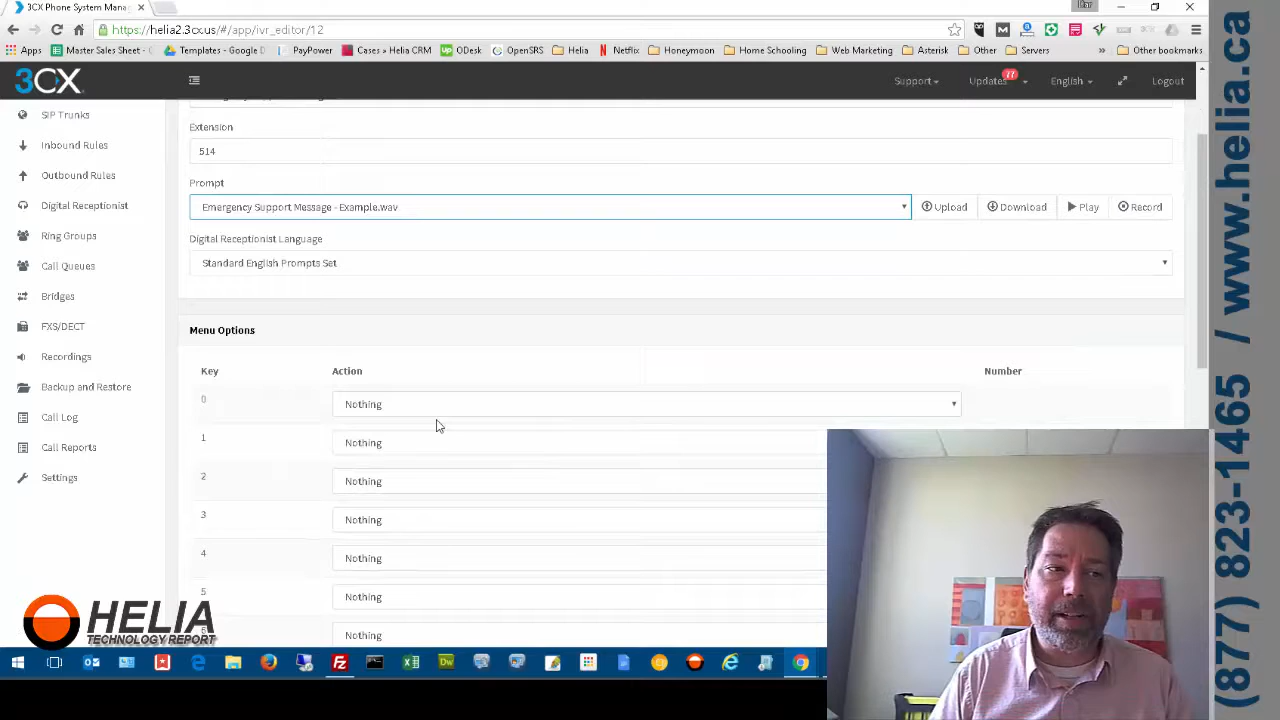 3CX Phone System Mana
https://helia2.3cx.us/#/app/ivr_editor/12
Apps
Master Sales Sheet - C
Templates - Google D
PayPower
Cases » Helia CRM
ODesk
OpenSRS
Helia
Netflix
Honeymoon
Home Schooling
Web Marketing
Asterisk
Other
Servers
»
Other bookmarks
3CX
Support
Updates
English
Logout
SIP Trunks
Inbound Rules
Outbound Rules
Digital Receptionist
Ring Groups
Call Queues
Bridges
FXS/DECT
Recordings
Backup and Restore
Call Log
Call Reports
Settings
Extension
514
Prompt
Emergency Support Message - Example.wav
Upload
Download
Play
Record
Digital Receptionist Language
Standard English Prompts Set
Menu Options
Key Action Number
0 Nothing
1 Nothing
2 Nothing
3 Nothing
4 Nothing
5 Nothing
Nothing
HELIA
TECHNOLOGY REPORT
(877) 823-1465 / www.helia.ca